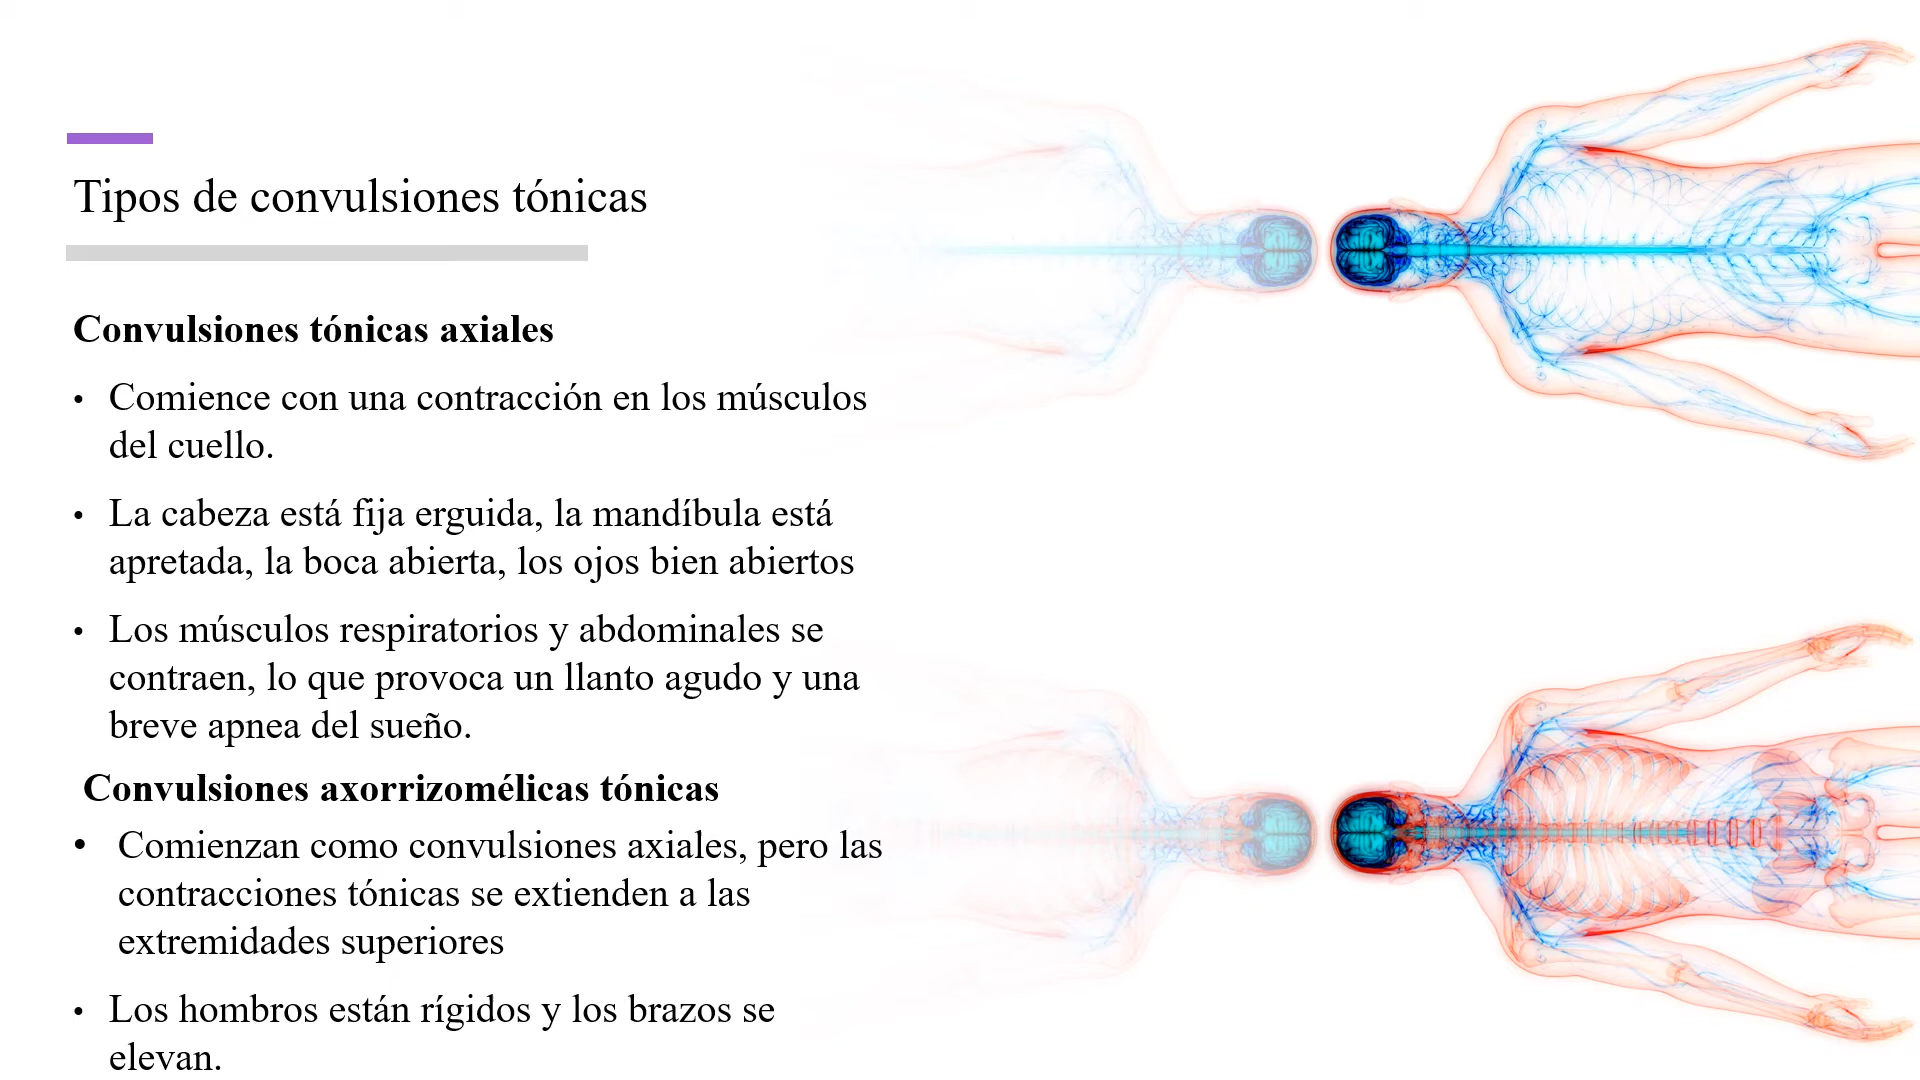 Tipos de convulsiones tónicas
Convulsiones tónicas axiales
• Comience con una contracción en los músculos
del cuello.
• La cabeza está fija erguida, la mandíbula está
apretada, la boca abierta, los ojos bien abiertos
• Los músculos respiratorios y abdominales se
contraen, lo que provoca un llanto agudo y una
breve apnea del sueño.
Convulsiones axorrizomélicas tónicas
• Comienzan como convulsiones axiales, pero las
contracciones tónicas se extienden a las
extremidades superiores
• Los hombros están rígidos y los brazos se
elevan.